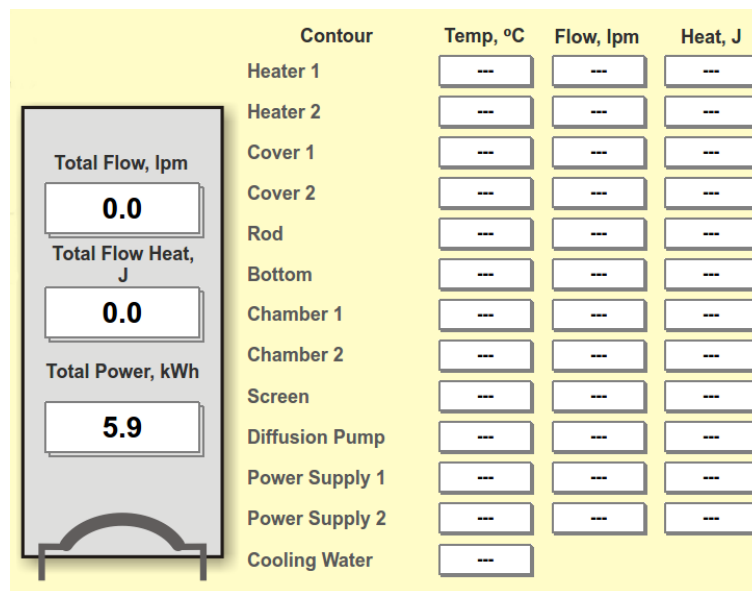 Contour Temp, ºC Flow, lpm Heat, J
Heater 1 --- --- ---
Heater 2 --- --- ---
Cover 1 --- --- ---
Cover 2 --- --- ---
Rod --- --- ---
Bottom --- --- ---
Chamber 1 --- --- ---
Chamber 2 --- --- ---
Screen --- --- ---
Diffusion Pump --- --- ---
Power Supply 1 --- --- ---
Power Supply 2 --- --- ---
Cooling Water ---
Total Flow, lpm
0.0
Total Flow Heat,
J
0.0
Total Power, kWh
5.9